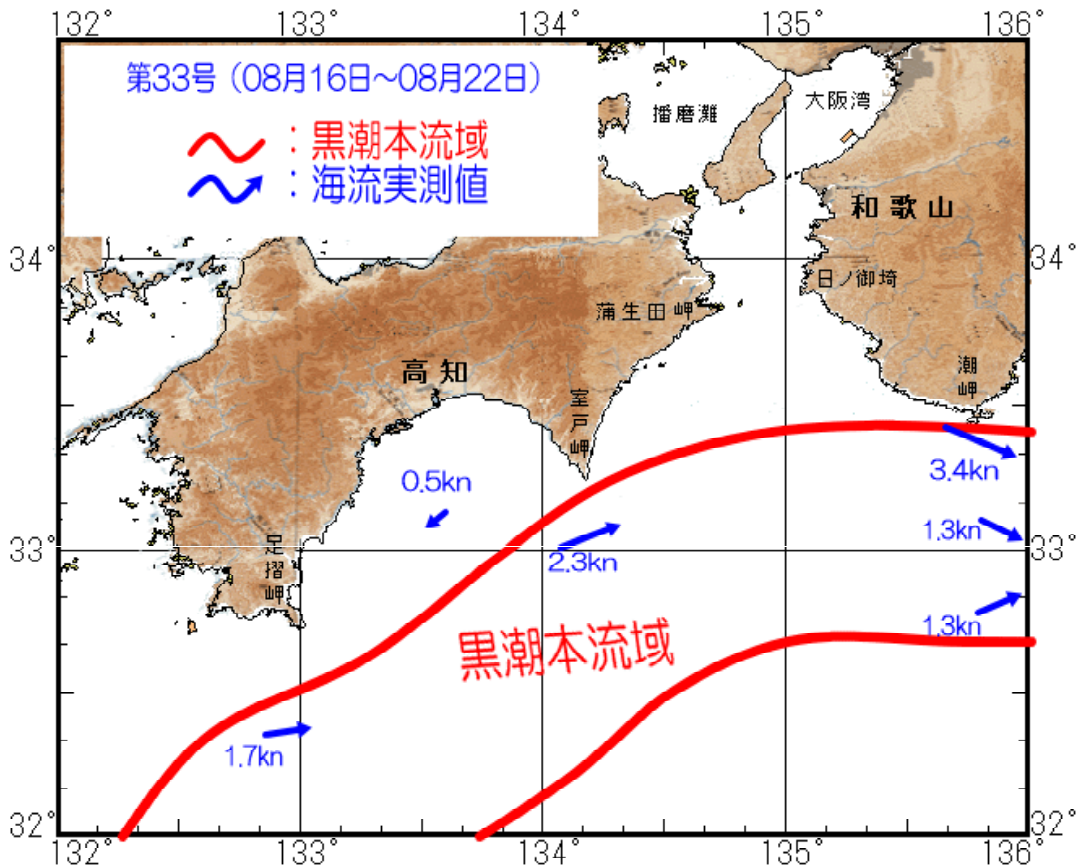 132° 133° 134° 135° 136°
第33号（08月16日～08月22日）
：黒潮本流域
：海流実測値
播磨灘
大阪湾
和歌山
34° 34°
日ノ御埼
蒲生田岬
高知
潮岬
室戸岬
3.4kn
0.5kn
1.3kn
33° 33°
足摺岬
2.3kn
1.3kn
黒潮本流域
1.7kn
32° 32°
132° 133° 134° 135° 136°